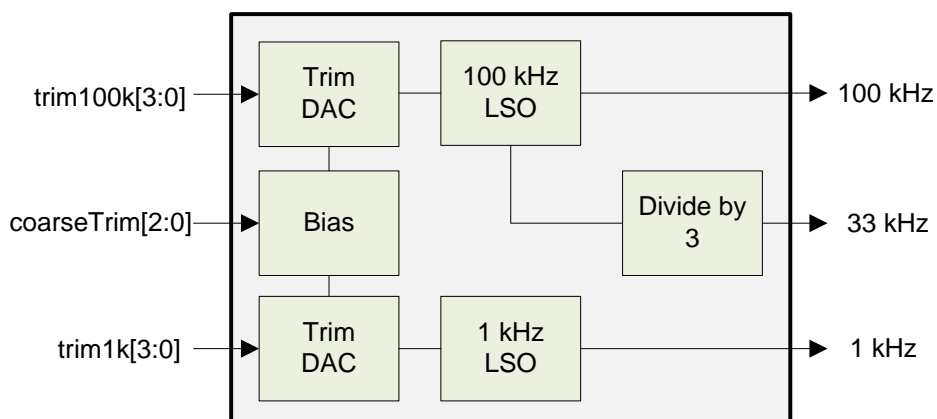 trim100k[3:0]
Trim
DAC
100 kHz
LSO
100 kHz
coarseTrim[2:0]
Bias
Divide by
3
33 kHz
trim1k[3:0]
Trim
DAC
1 kHz
LSO
1 kHz